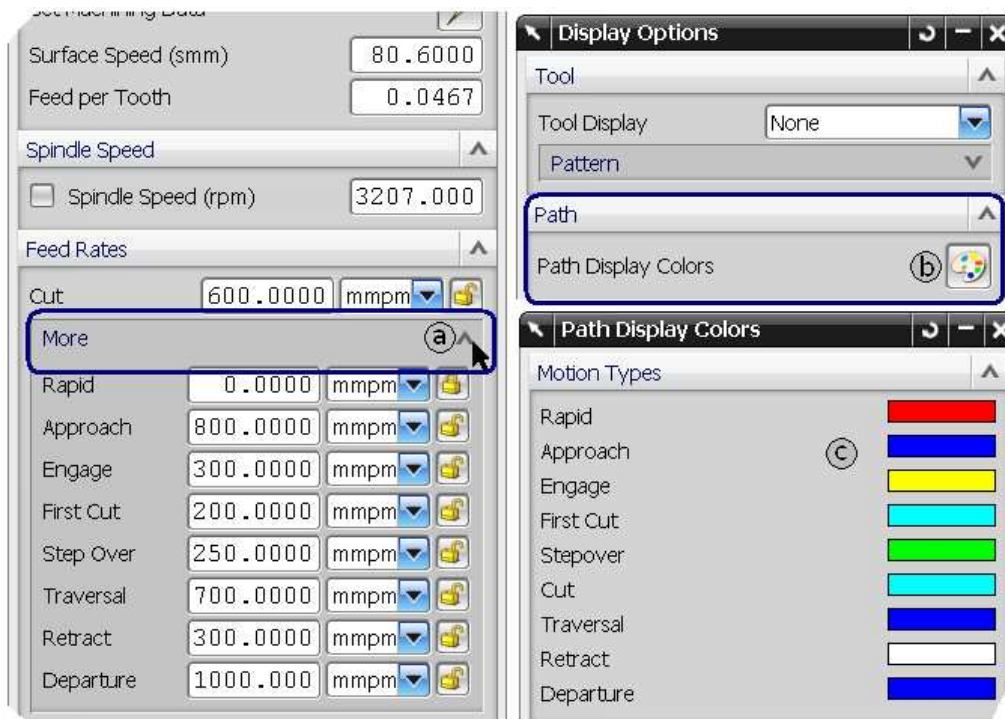 Set Machining Data
Surface Speed (smm) 80.6000
Feed per Tooth 0.0467
Spindle Speed
Spindle Speed (rpm) 3207.000
Feed Rates
Cut 600.0000 mmpm
More a
Rapid 0.0000 mmpm
Approach 800.0000 mmpm
Engage 300.0000 mmpm
First Cut 200.0000 mmpm
Step Over 250.0000 mmpm
Traversal 700.0000 mmpm
Retract 300.0000 mmpm
Departure 1000.000 mmpm
Display Options
Tool
Tool Display None
Pattern
Path
Path Display Colors b
Path Display Colors
Motion Types
Rapid
Approach c
Engage
First Cut
Stepover
Cut
Traversal
Retract
Departure